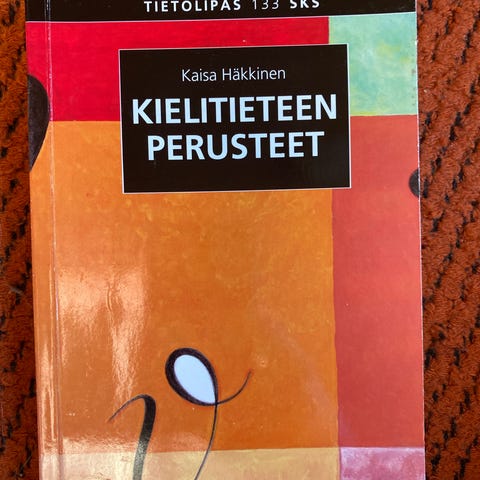 TIETOLIPAS 133 SKS
Kaisa Häkkinen
KIELITIETEEN
PERUSTEET